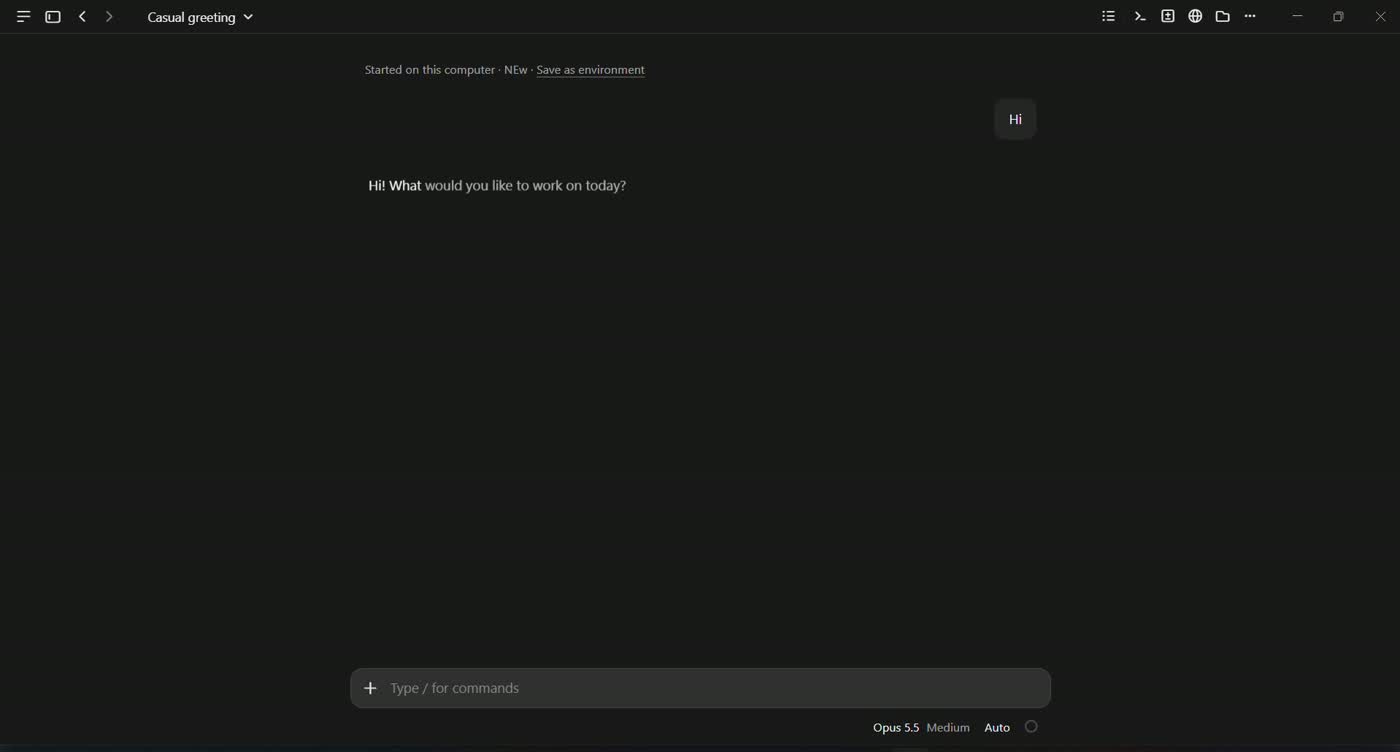 Casual greeting
Started on this computer · NEw · Save as environment
Hi
Hi! What would you like to work on today?
Type / for commands
Opus 5.5 Medium Auto